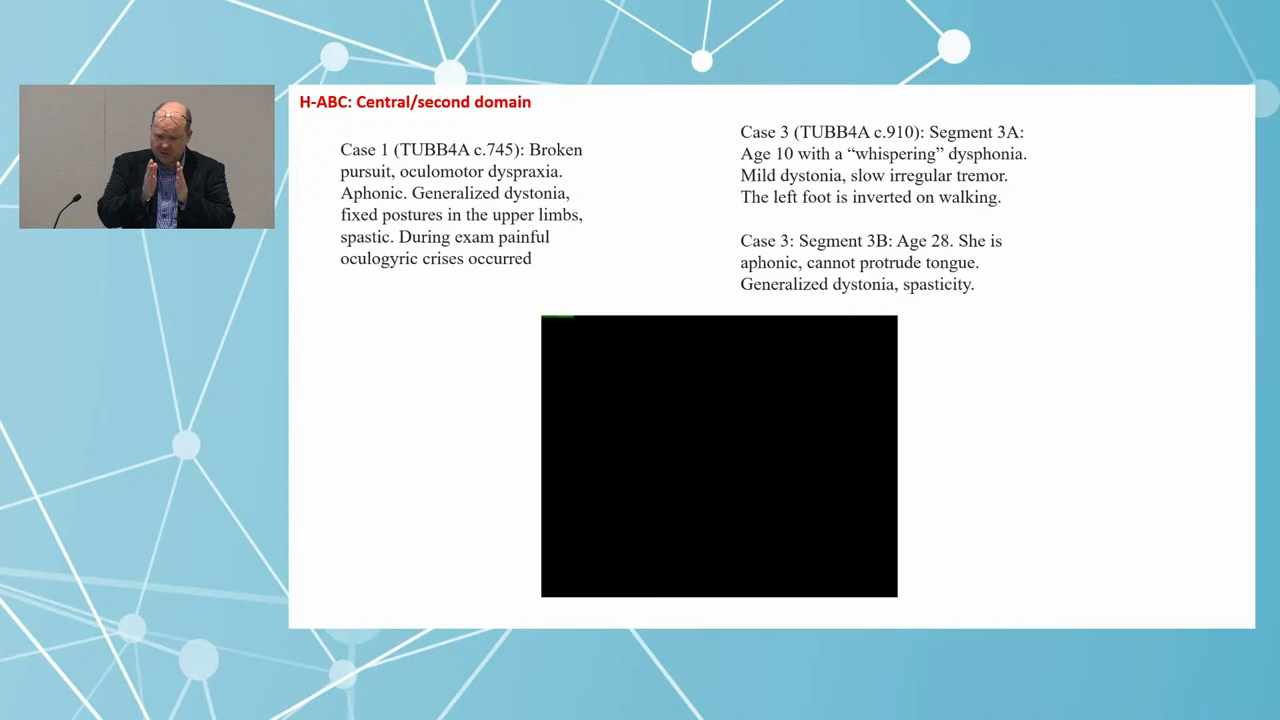 H-ABC: Central/second domain
Case 1 (TUBB4A c.745): Broken
pursuit, oculomotor dyspraxia.
Aphonic. Generalized dystonia,
fixed postures in the upper limbs,
spastic. During exam painful
oculogyric crises occurred
Case 3 (TUBB4A c.910): Segment 3A:
Age 10 with a “whispering” dysphonia.
Mild dystonia, slow irregular tremor.
The left foot is inverted on walking.
Case 3: Segment 3B: Age 28. She is
aphonic, cannot protrude tongue.
Generalized dystonia, spasticity.